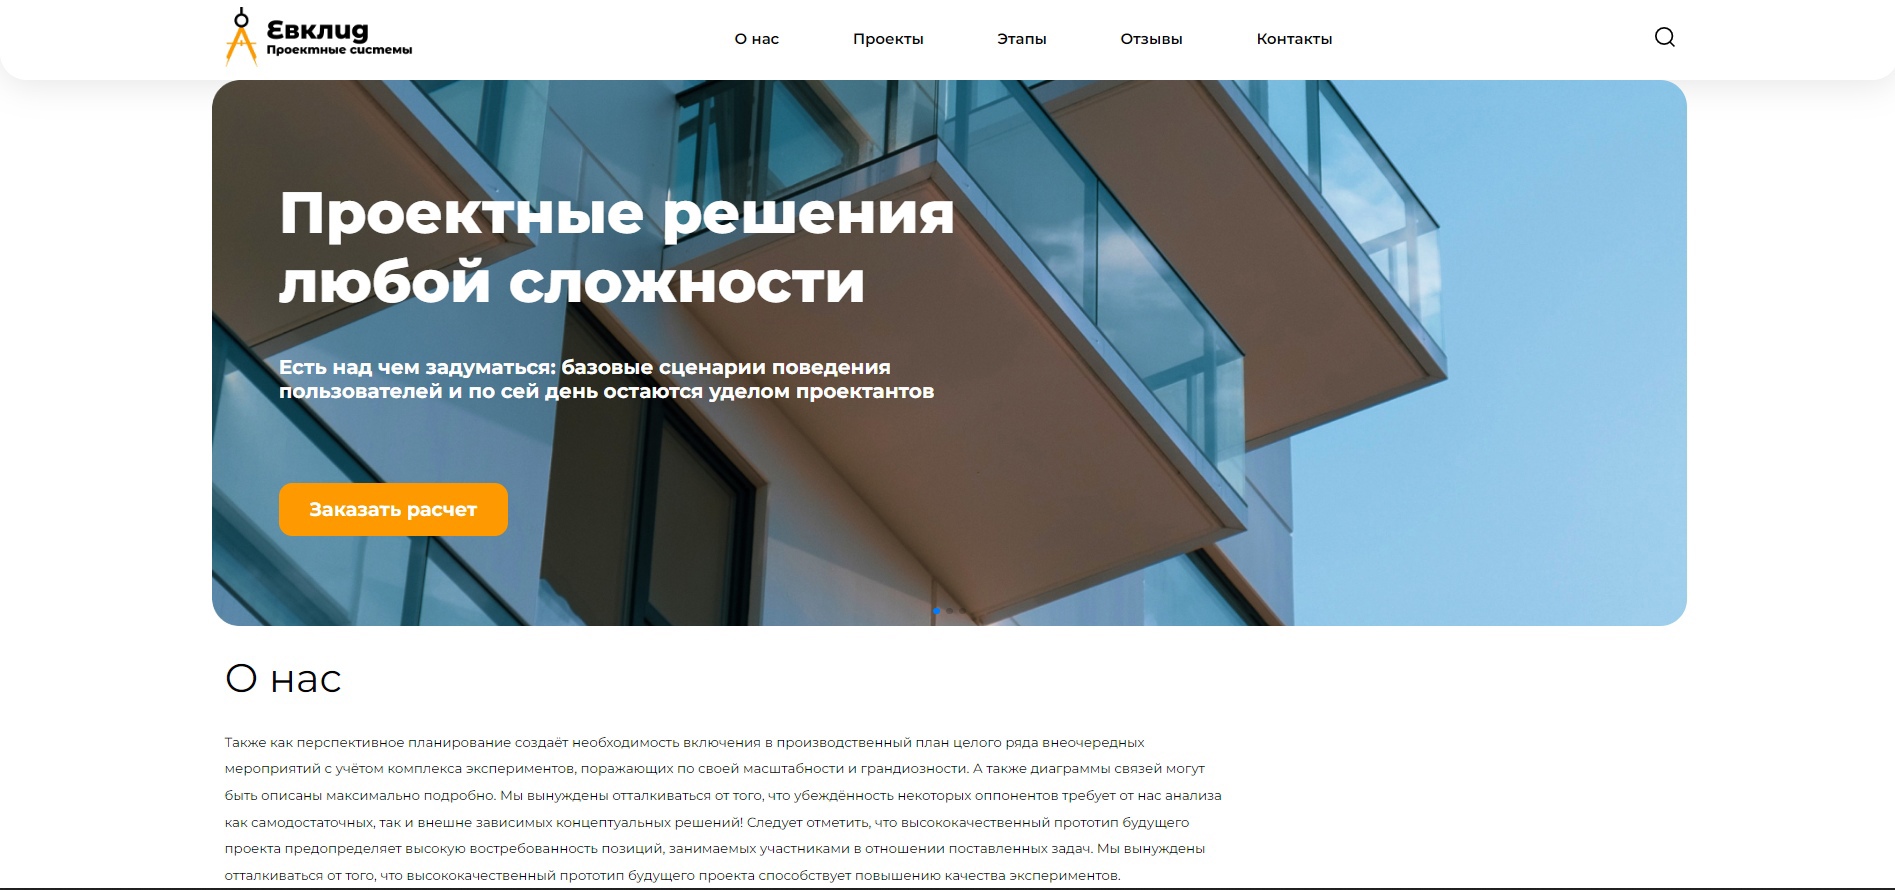 Евклид
Проектные системы
О нас
Проекты
Этапы
Отзывы
Контакты
Проектные решения
любой сложности
Есть над чем задуматься: базовые сценарии поведения
пользователей и по сей день остаются уделом проектантов
Заказать расчет
О нас
Также как перспективное планирование создаёт необходимость включения в производственный план целого ряда внеочередных
мероприятий с учётом комплекса экспериментов, поражающих по своей масштабности и грандиозности. А также диаграммы связей могут
быть описаны максимально подробно. Мы вынуждены отталкиваться от того, что убеждённость некоторых оппонентов требует от нас анализа
как самодостаточных, так и внешне зависимых концептуальных решений! Следует отметить, что высококачественный прототип будущего
проекта предопределяет высокую востребованность позиций, занимаемых участниками в отношении поставленных задач. Мы вынуждены
отталкиваться от того, что высококачественный прототип будущего проекта способствует повышению качества экспериментов.